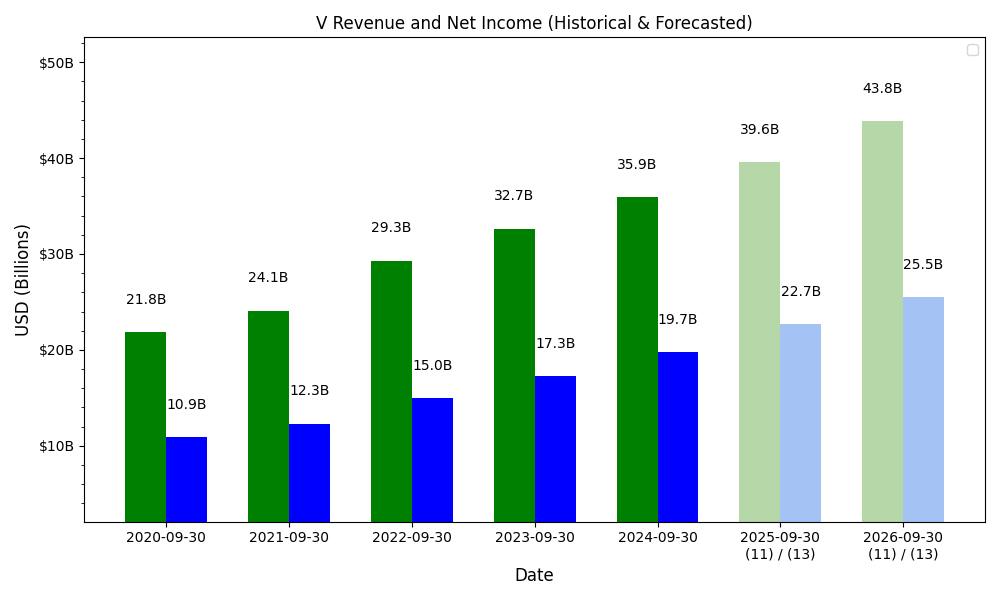 V Revenue and Net Income (Historical & Forecasted)
$50B
$40B
$30B
$20B
$10B
USD (Billions)
21.8B
10.9B
24.1B
12.3B
29.3B
15.0B
32.7B
17.3B
35.9B
19.7B
39.6B
22.7B
43.8B
25.5B
2020-09-30
2021-09-30
2022-09-30
2023-09-30
2024-09-30
2025-09-30
(11) / (13)
2026-09-30
(11) / (13)
Date